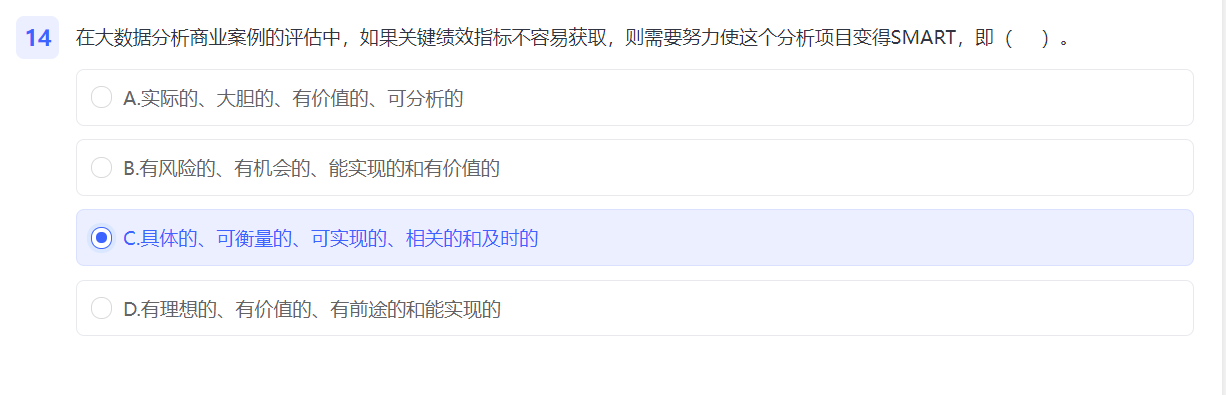 14 在大数据分析商业案例的评估中，如果关键绩效指标不容易获取，则需要努力使这个分析项目变得SMART，即（ ）。
A.实际的、大胆的、有价值的、可分析的
B.有风险的、有机会的、能实现的和有价值的
C.具体的、可衡量的、可实现的、相关的和及时的
D.有理想的、有价值的、有前途的和能实现的